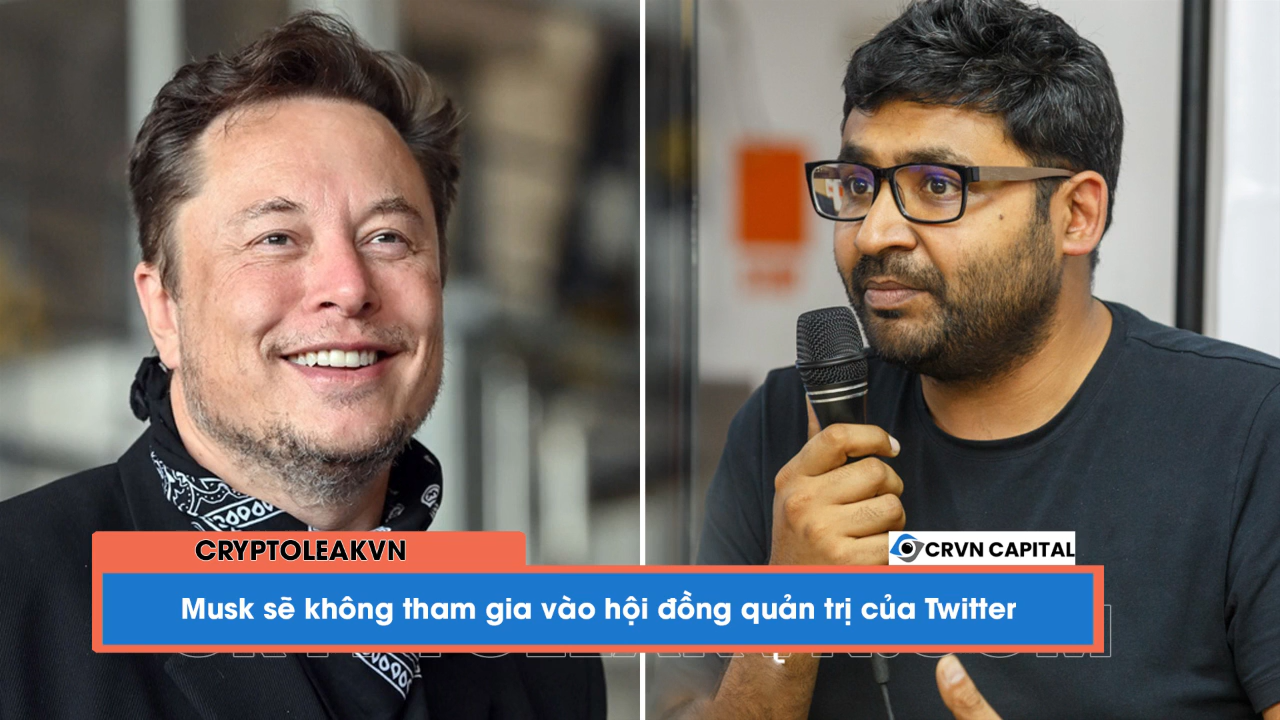 CRYPTOLEAKVN
CRVN CAPITAL
Musk sẽ không tham gia vào hội đồng quản trị của Twitter